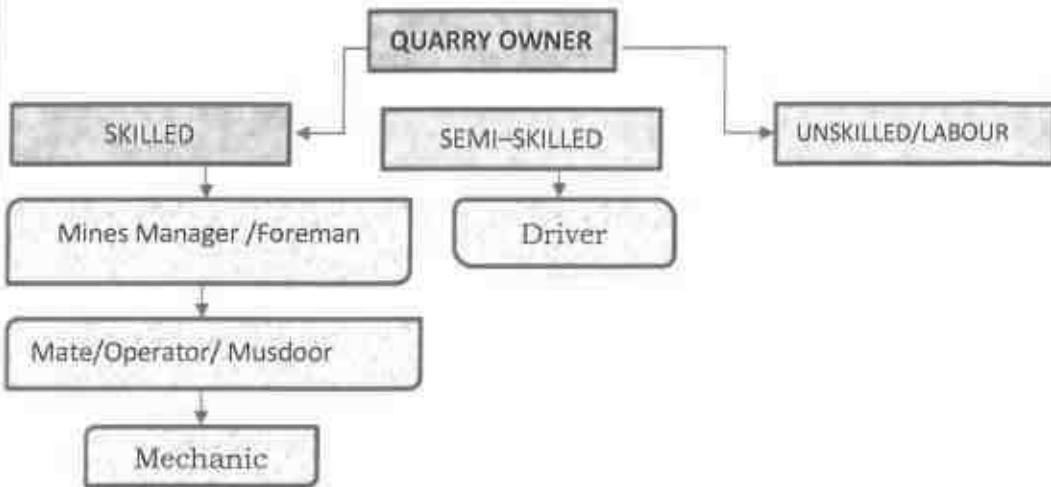 QUARRY OWNER
SKILLED
SEMI–SKILLED
UNSKILLED/LABOUR
Mines Manager /Foreman
Driver
Mate/Operator/ Musdoor
Mechanic